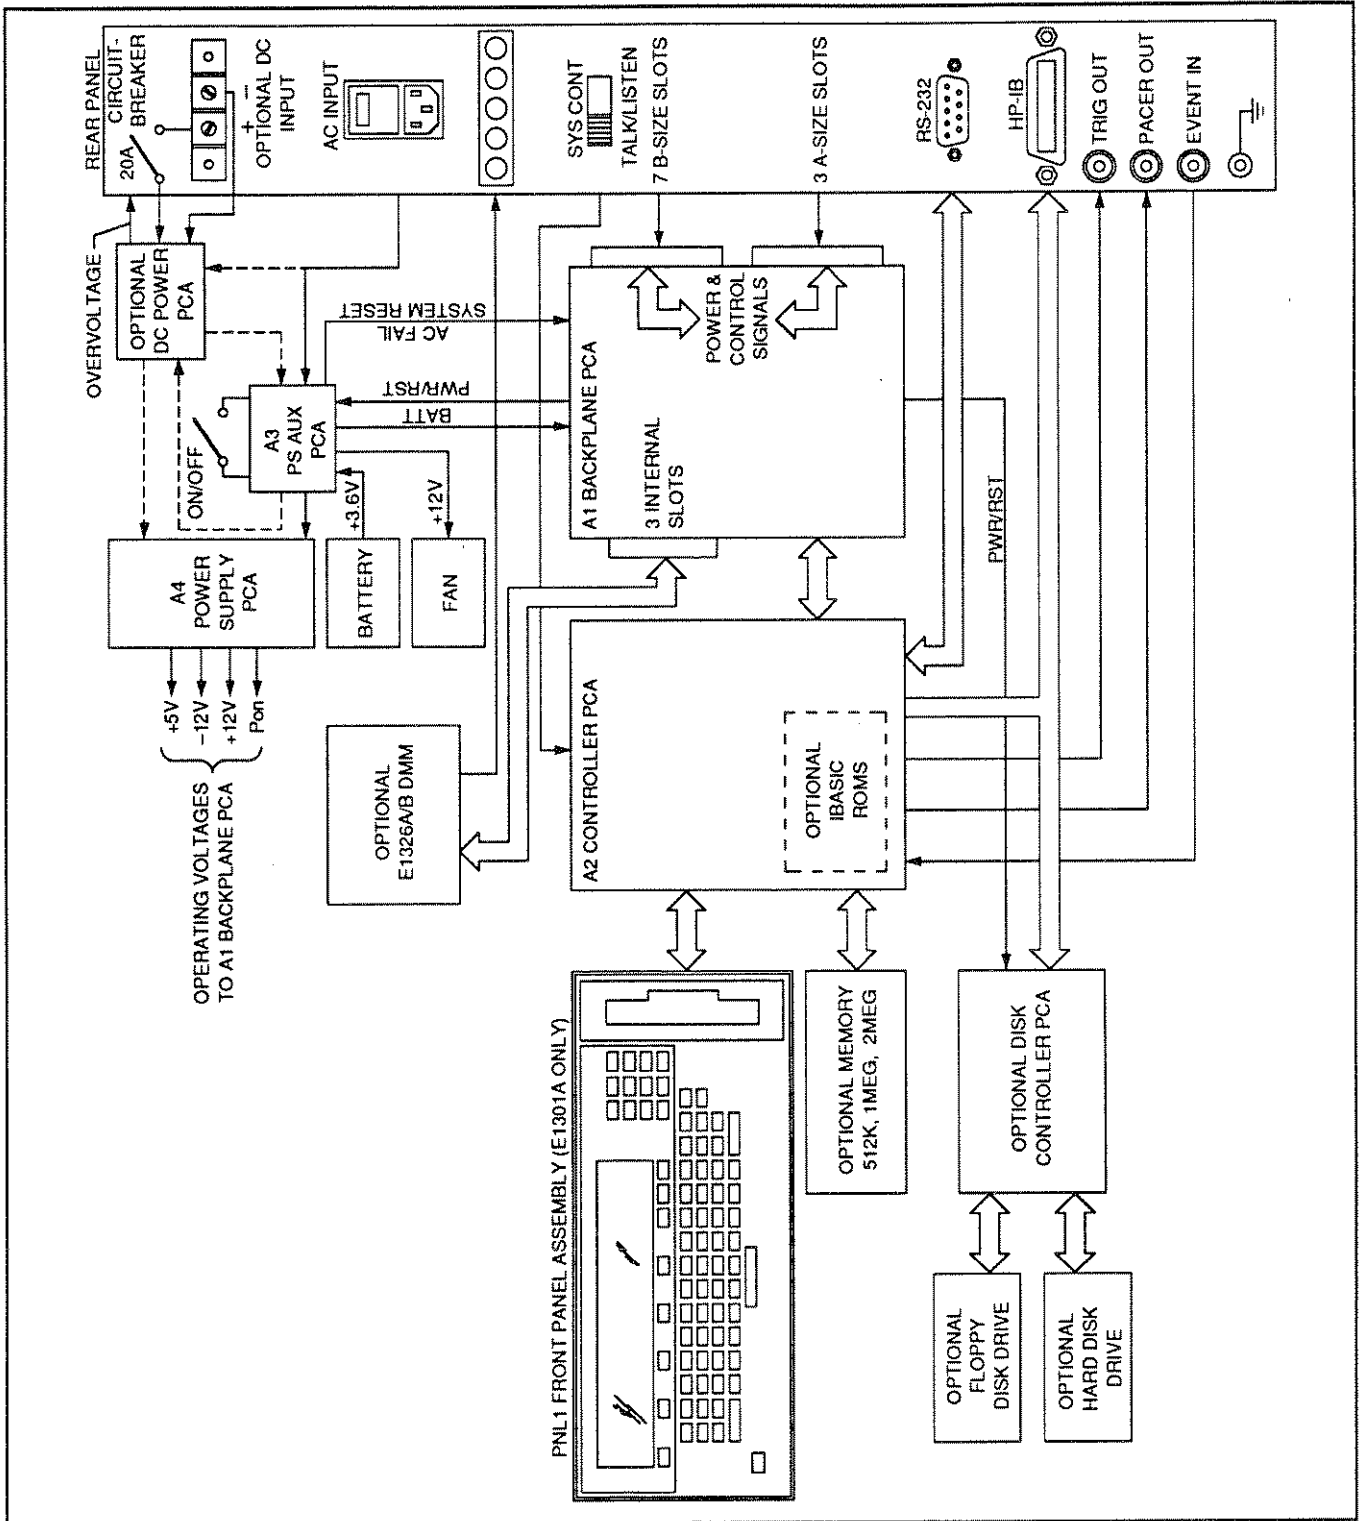 REAR PANEL
CIRCUIT-
BREAKER
20A
+ −
OPTIONAL DC
INPUT
AC INPUT
SYS CONT
TALK/LISTEN
7 B-SIZE SLOTS
3 A-SIZE SLOTS
RS-232
HP-IB
TRIG OUT
PACER OUT
EVENT IN
OVERVOLTAGE
OPTIONAL
DC POWER
PCA
SYSTEM RESET
AC FAIL
PWR/RST
BATT
ON/OFF
A3
PS AUX
PCA
+3.6V
+12V
A4
POWER
SUPPLY
PCA
BATTERY
FAN
+5V
−12V
+12V
Pon
OPERATING VOLTAGES
TO A1 BACKPLANE PCA
A1 BACKPLANE PCA
3 INTERNAL
SLOTS
POWER &
CONTROL
SIGNALS
PWR/RST
OPTIONAL
E1326A/B DMM
A2 CONTROLLER PCA
OPTIONAL
IBASIC
ROMS
PNL1 FRONT PANEL ASSEMBLY (E1301A ONLY)
OPTIONAL MEMORY
512K, 1MEG, 2MEG
OPTIONAL DISK
CONTROLLER PCA
OPTIONAL
FLOPPY
DISK DRIVE
OPTIONAL
HARD DISK
DRIVE